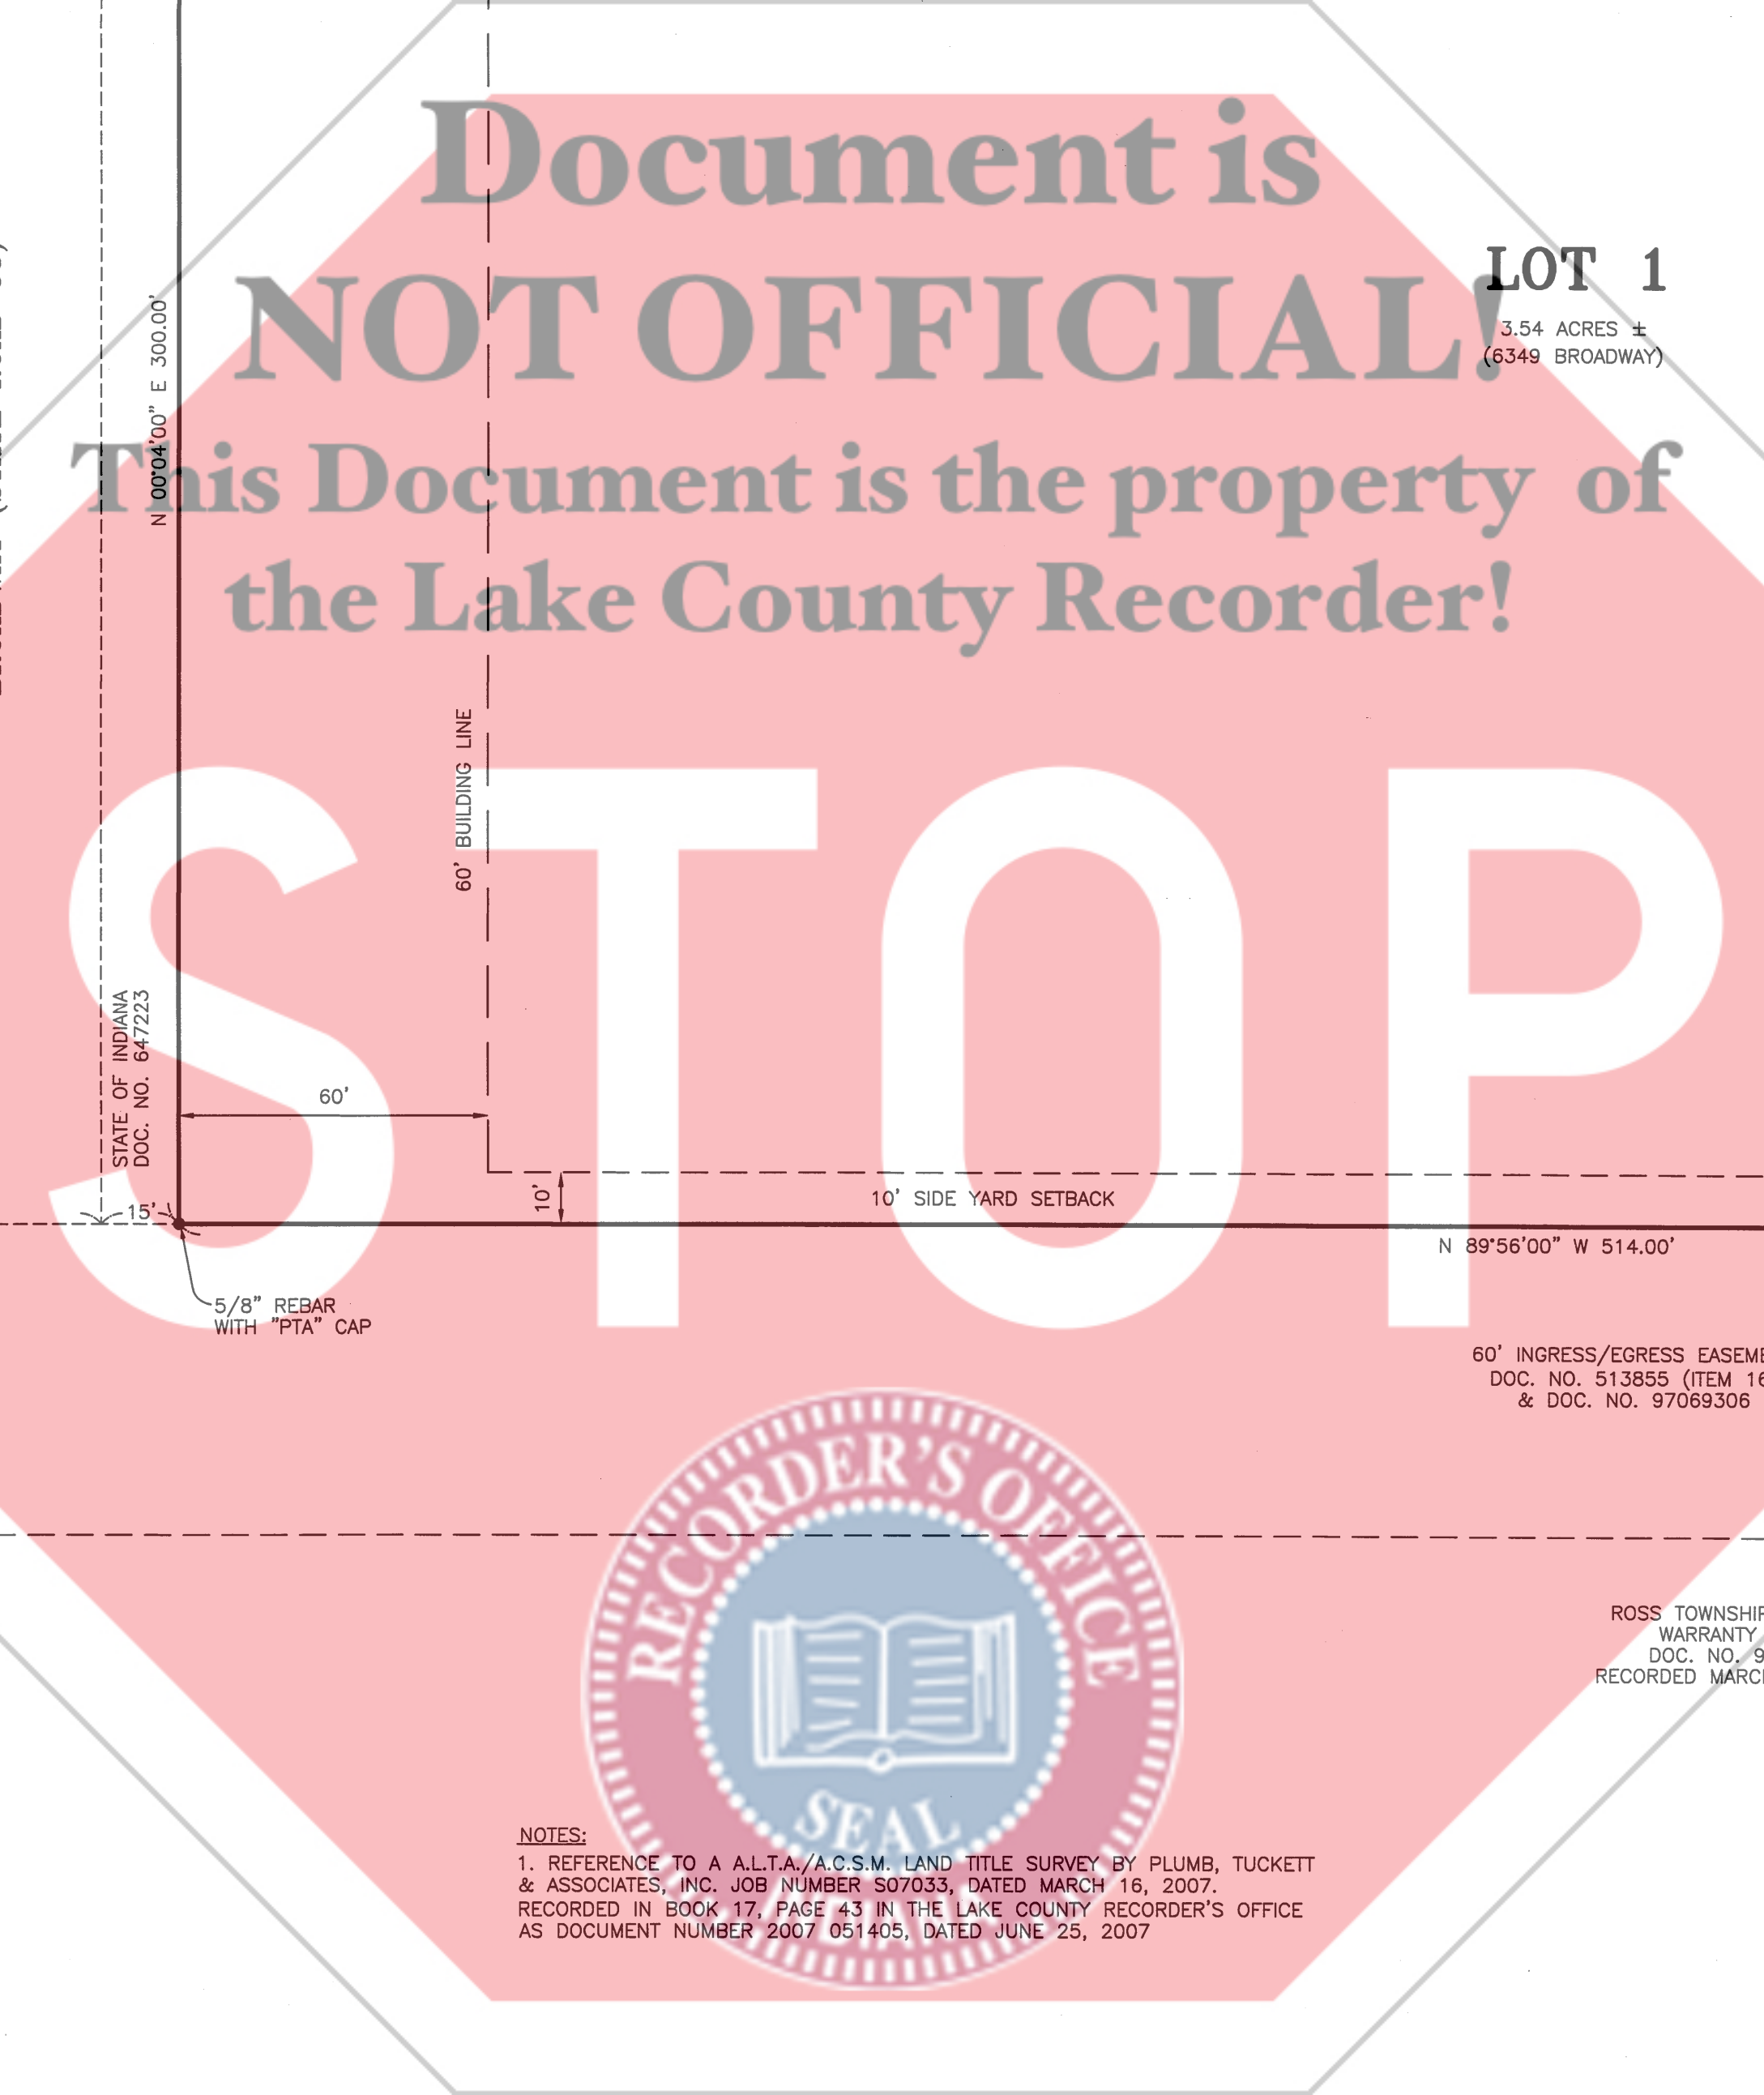 Document is
NOT OFFICIAL!
This Document is the property of
the Lake County Recorder!
LOT 1
3.54 ACRES ±
(6349 BROADWAY)
N 00°04'00" E 300.00'
60' BUILDING LINE
STOP
STATE OF INDIANA
DOC. NO. 647223
60'
10'
10' SIDE YARD SETBACK
15'
N 89°56'00" W 514.00'
5/8" REBAR
WITH "PTA" CAP
60' INGRESS/EGRESS
DOC. NO. 513855 (ITEM
& DOC. NO. 97069306
RECORDER'S OFFICE
ROSS TOWNSHIP
WARRANTY
DOC. NO.
RECORDED
SEAL
INDIANA
NOTES:
1. REFERENCE TO A A.L.T.A./A.C.S.M. LAND TITLE SURVEY BY PLUMB, TUCKETT
& ASSOCIATES, INC. JOB NUMBER S07033, DATED MARCH 16, 2007.
RECORDED IN BOOK 17, PAGE 43 IN THE LAKE COUNTY RECORDER'S OFFICE
AS DOCUMENT NUMBER 2007 051405, DATED JUNE 25, 2007